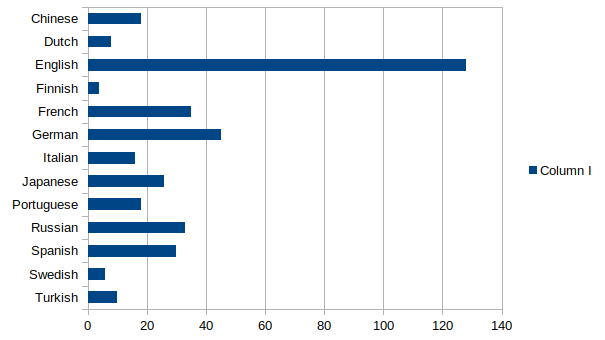 Chinese
Dutch
English
Finnish
French
German
Italian
Japanese
Portuguese
Russian
Spanish
Swedish
Turkish
0 20 40 60 80 100 120 140
Column I